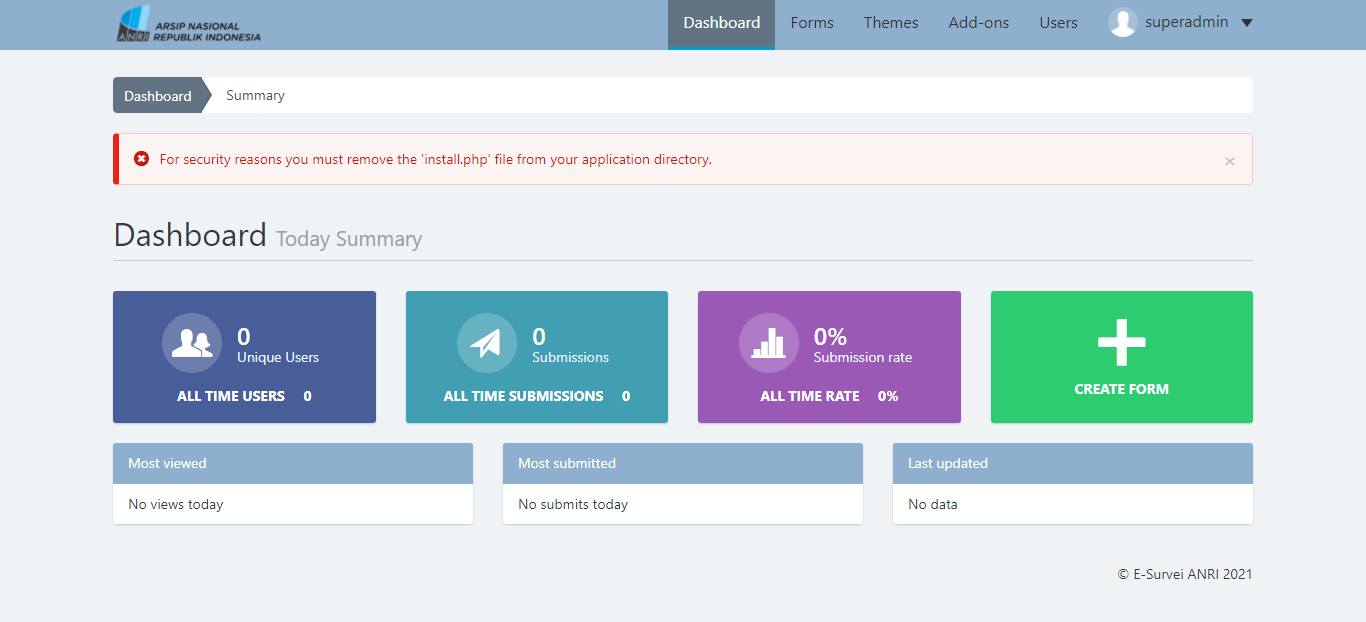 ARSIP NASIONAL
ANRI REPUBLIK INDONESIA
Dashboard Forms Themes Add-ons Users superadmin
Dashboard Summary
For security reasons you must remove the 'install.php' file from your application directory. ×
Dashboard Today Summary
0
Unique Users
ALL TIME USERS 0
0
Submissions
ALL TIME SUBMISSIONS 0
0%
Submission rate
ALL TIME RATE 0%
CREATE FORM
Most viewed
No views today
Most submitted
No submits today
Last updated
No data
© E-Survei ANRI 2021